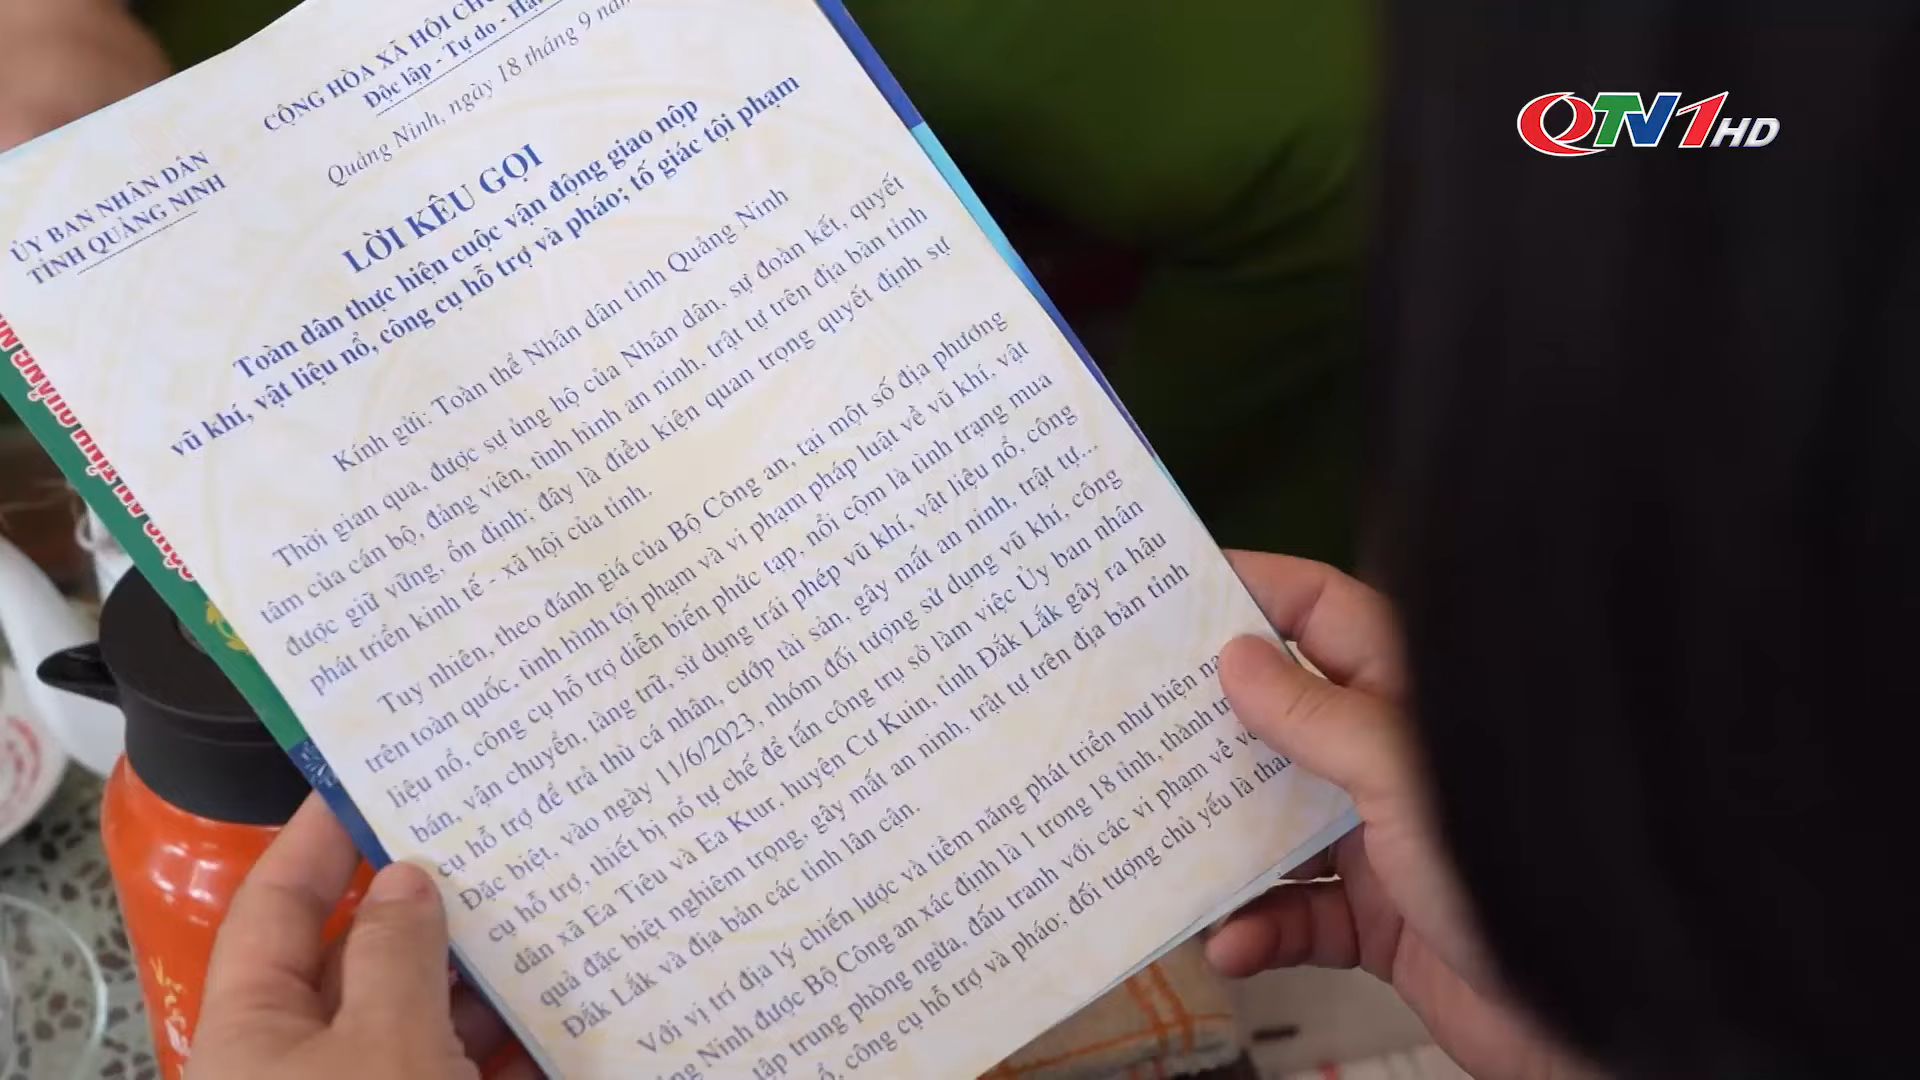 QTV1HD
CỘNG HÒA XÃ HỘI
Độc lập - Tự do -
Quảng Ninh, ngày 18 tháng 9
ỦY BAN NHÂN DÂN
TỈNH QUẢNG NINH
LỜI KÊU GỌI
Toàn dân thực hiện cuộc vận động giao nộp
vũ khí, vật liệu nổ, công cụ hỗ trợ và pháo; tố giác tội phạm
Kính gửi: Toàn thể Nhân dân tỉnh Quảng Ninh
Thời gian qua, được sự ủng hộ của Nhân dân, sự đoàn kết, quyết
tâm của cán bộ, đảng viên, tình hình an ninh, trật tự trên địa bàn tỉnh
được giữ vững, ổn định; đây là điều kiện quan trọng quyết định sự
phát triển kinh tế - xã hội của tỉnh.
Tuy nhiên, theo đánh giá của Bộ Công an, tại một số địa phương
trên toàn quốc, tình hình tội phạm và vi phạm pháp luật về vũ khí, vật
liệu nổ, công cụ hỗ trợ diễn biến phức tạp, nổi cộm là tình trạng mua
bán, vận chuyển, tàng trữ, sử dụng trái phép vũ khí, vật liệu nổ, công
cụ hỗ trợ để trả thù cá nhân, cướp tài sản, gây mất an ninh, trật tự...
Đặc biệt, vào ngày 11/6/2023, nhóm đối tượng sử dụng vũ khí, công
cụ hỗ trợ, thiết bị nổ tự chế để tấn công trụ sở làm việc Ủy ban nhân
dân xã Ea Tiêu và Ea Ktur, huyện Cư Kuin, tỉnh Đắk Lắk gây ra hậu
quả đặc biệt nghiêm trọng, gây mất an ninh, trật tự trên địa bàn tỉnh
Đắk Lắk và địa bàn các tỉnh lân cận.
Với vị trí địa lý chiến lược và tiềm năng phát triển như hiện
Ninh được Bộ Công an xác định là 1 trong 18 tỉnh, thành
tập trung phòng ngừa, đấu tranh với các vi phạm về
công cụ hỗ trợ và pháo; đối tượng chủ yếu là
CÔNG AN TỈNH QUẢNG